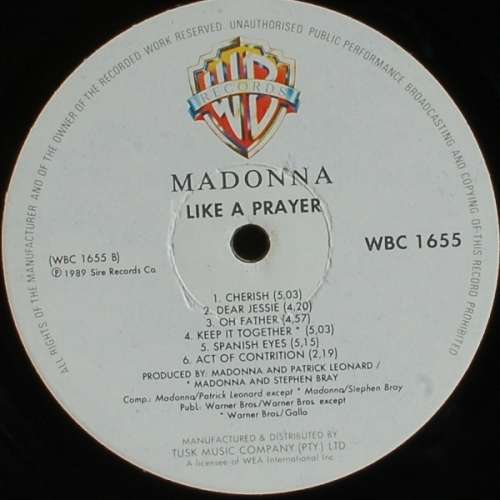 ALL RIGHTS OF THE MANUFACTURER AND OF THE OWNER OF THE RECORDED WORK RESERVED. UNAUTHORISED PUBLIC PERFORMANCE BROADCASTING AND COPYING OF THIS RECORD PROHIBITED
WB
RECORDS
MADONNA
LIKE A PRAYER
(WBC 1655 B)
℗ 1989 Sire Records Co
WBC 1655
1. CHERISH (5,03)
2. DEAR JESSIE (4,20)
3. OH FATHER (4,57)
4. KEEP IT TOGETHER * (5,03)
5. SPANISH EYES (5,15)
6. ACT OF CONTRITION (2,19)
PRODUCED BY: MADONNA AND PATRICK LEONARD /
* MADONNA AND STEPHEN BRAY
Comp.: Madonna/Patrick Leonard except * Madonna/Stephen Bray
Publ.: Warner Bros/Warner Bros. except
* Warner Bros/Gallo
MANUFACTURED & DISTRIBUTED BY
TUSK MUSIC COMPANY (PTY) LTD.
A licensee of WEA International Inc.